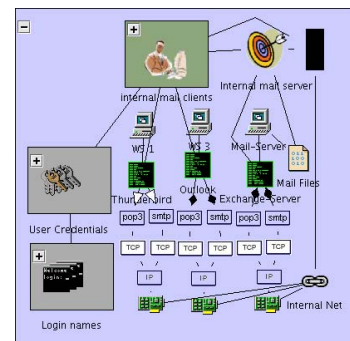 Internal mail server
internal mail clients
WS 1
WS 3
Mail-Server
Mail Files
Thunderbird
Outlook
Exchange-Server
User Credentials
pop3 smtp pop3 smtp pop3 smtp
TCP TCP TCP TCP TCP TCP
IP IP IP
Welcome
login:
Internal Net
Login names